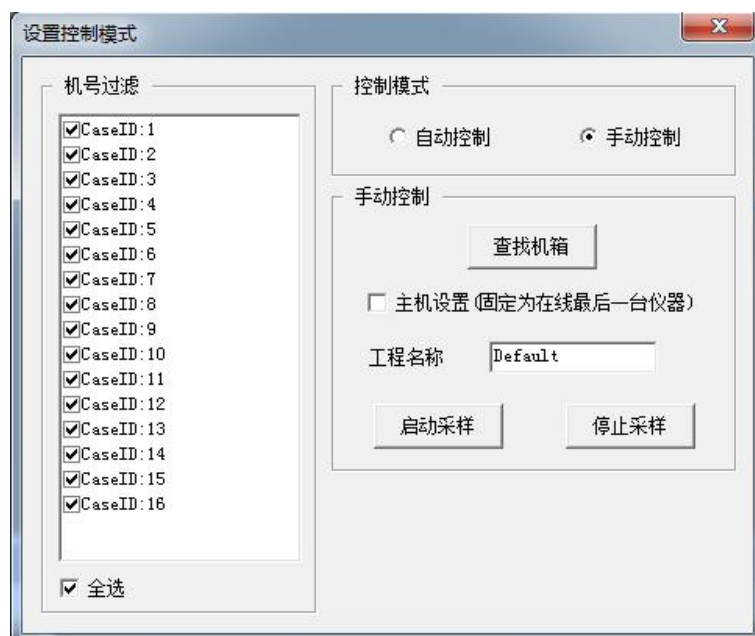 设置控制模式
机号过滤
CaseID:1
CaseID:2
CaseID:3
CaseID:4
CaseID:5
CaseID:6
CaseID:7
CaseID:8
CaseID:9
CaseID:10
CaseID:11
CaseID:12
CaseID:13
CaseID:14
CaseID:15
CaseID:16
全选
控制模式
自动控制 手动控制
手动控制
查找机箱
主机设置(固定为在线最后一台仪器)
工程名称 Default
启动采样 停止采样